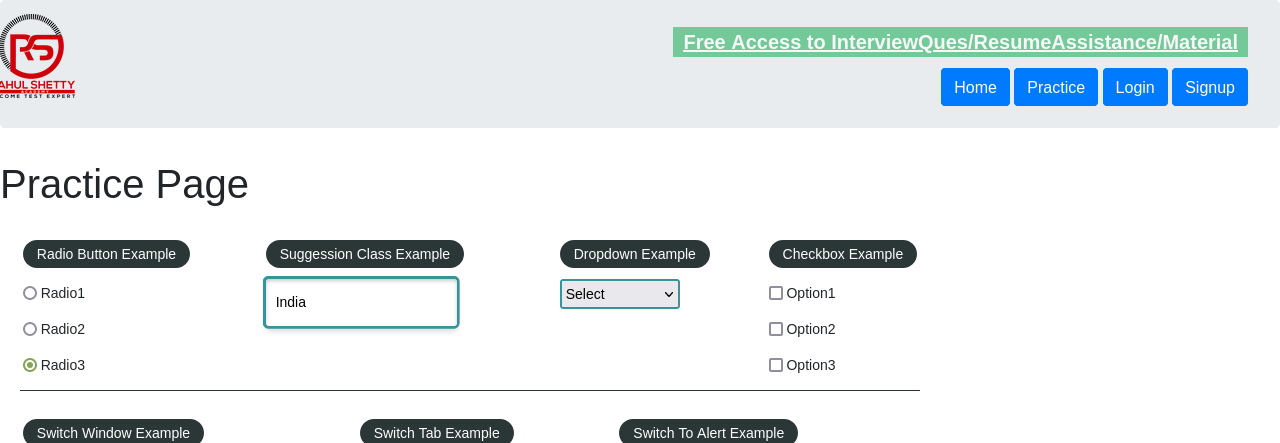 Free Access to InterviewQues/ResumeAssistance/Material
RS
AHUL SHETTY
ACADEMY
COME TEST EXPERT
Home Practice Login Signup
Practice Page
Radio Button Example Suggession Class Example Dropdown Example Checkbox Example
Radio1 India Select Option1
Radio2 Option2
Radio3 Option3
Switch Window Example Switch Tab Example Switch To Alert Example